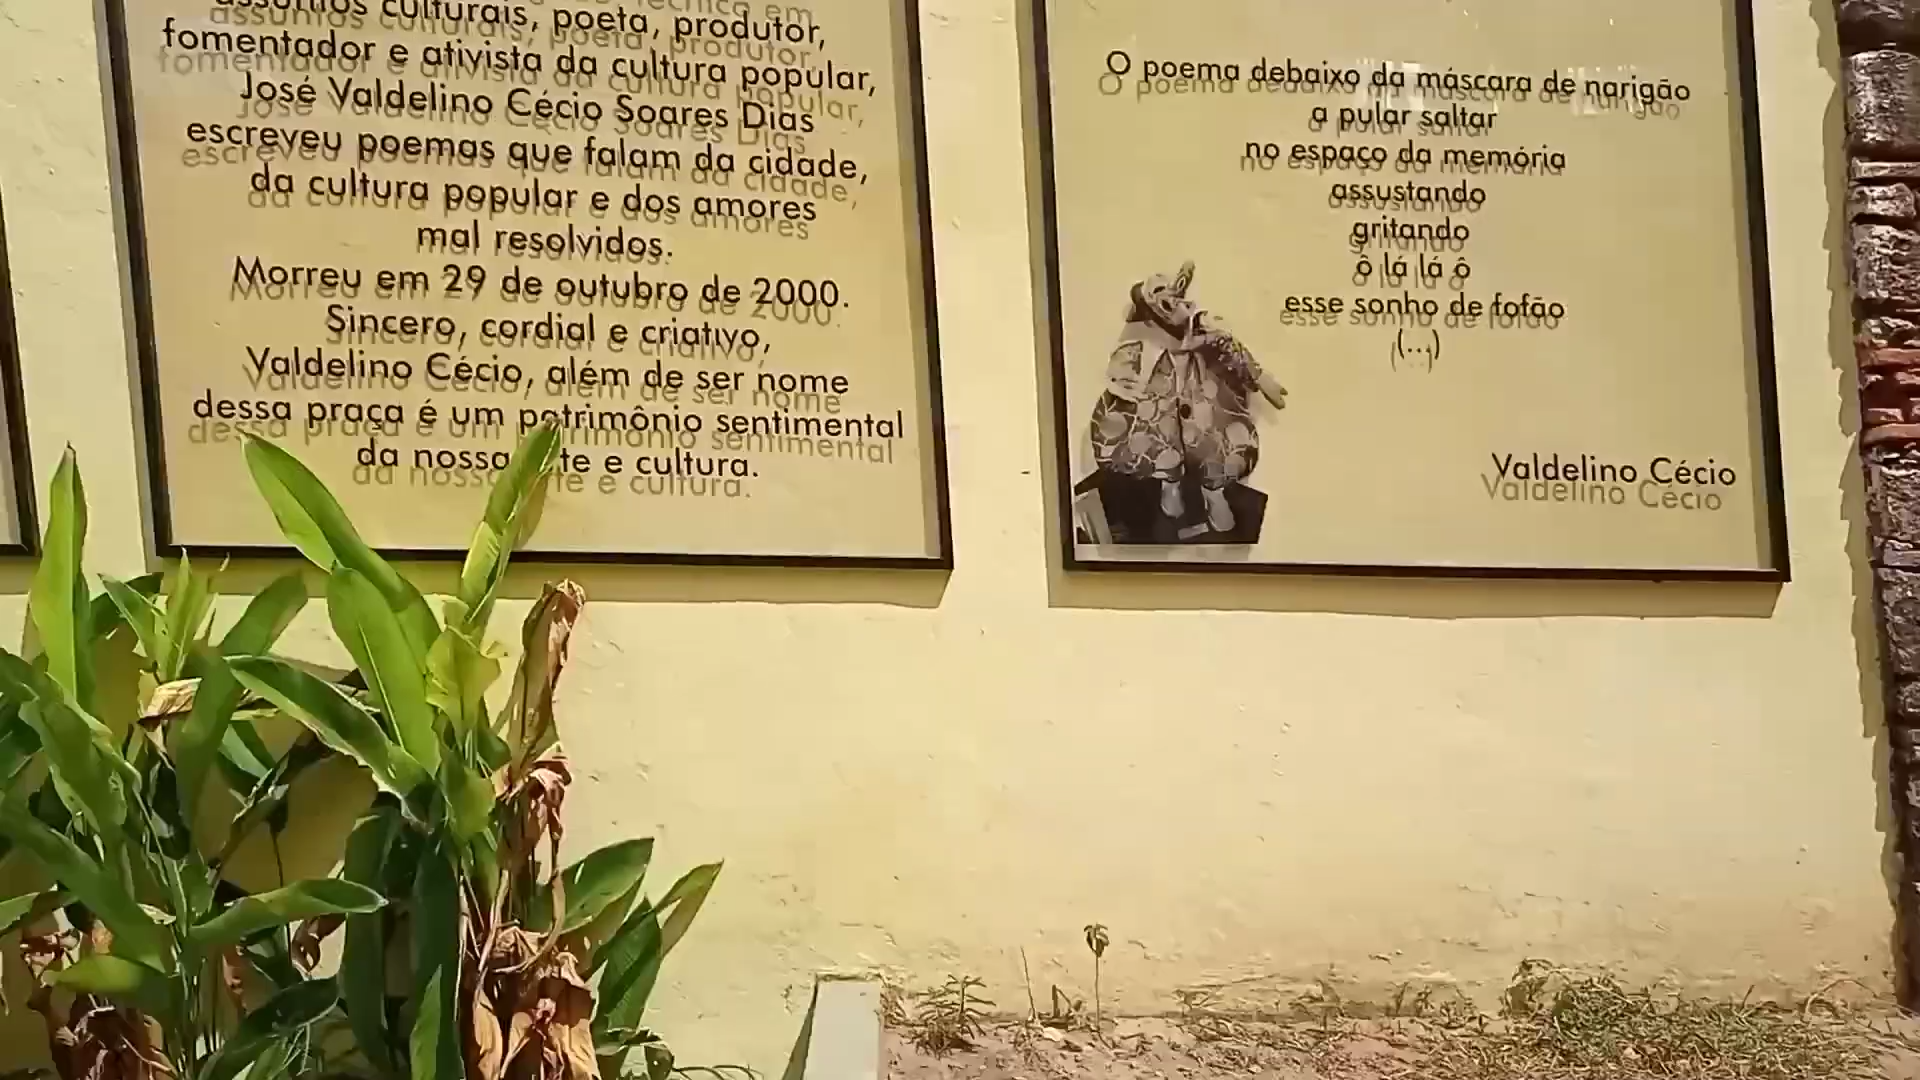 assuntos culturais, poeta, produtor,
fomentador e ativista da cultura popular,
José Valdelino Cécio Soares Dias
escreveu poemas que falam da cidade,
da cultura popular e dos amores
mal resolvidos.
Morreu em 29 de outubro de 2000.
Sincero, cordial e criativo,
Valdelino Cécio, além de ser nome
dessa praça é um patrimônio sentimental
da nossa te e cultura.
O poema debaixo da máscara de narigão
a pular saltar
no espaço da memória
assustando
gritando
ô lá lá ô
esse sonho de fofão
(...)
Valdelino Cécio